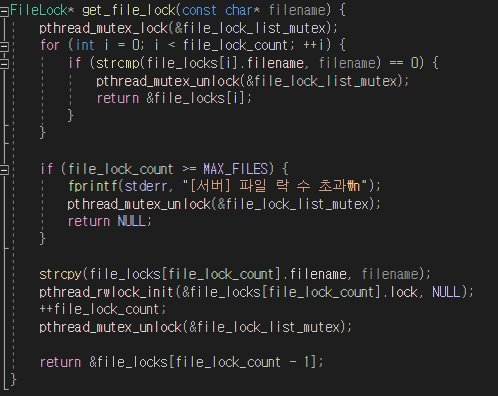 FileLock* get_file_lock(const char* filename) {
    pthread_mutex_lock(&file_lock_list_mutex);
    for (int i = 0; i < file_lock_count; ++i) {
        if (strcmp(file_locks[i].filename, filename) == 0) {
            pthread_mutex_unlock(&file_lock_list_mutex);
            return &file_locks[i];
        }
    }

    if (file_lock_count >= MAX_FILES) {
        fprintf(stderr, "[서버] 파일 락 수 초과₩n");
        pthread_mutex_unlock(&file_lock_list_mutex);
        return NULL;
    }

    strcpy(file_locks[file_lock_count].filename, filename);
    pthread_rwlock_init(&file_locks[file_lock_count].lock, NULL);
    ++file_lock_count;
    pthread_mutex_unlock(&file_lock_list_mutex);

    return &file_locks[file_lock_count - 1];
}